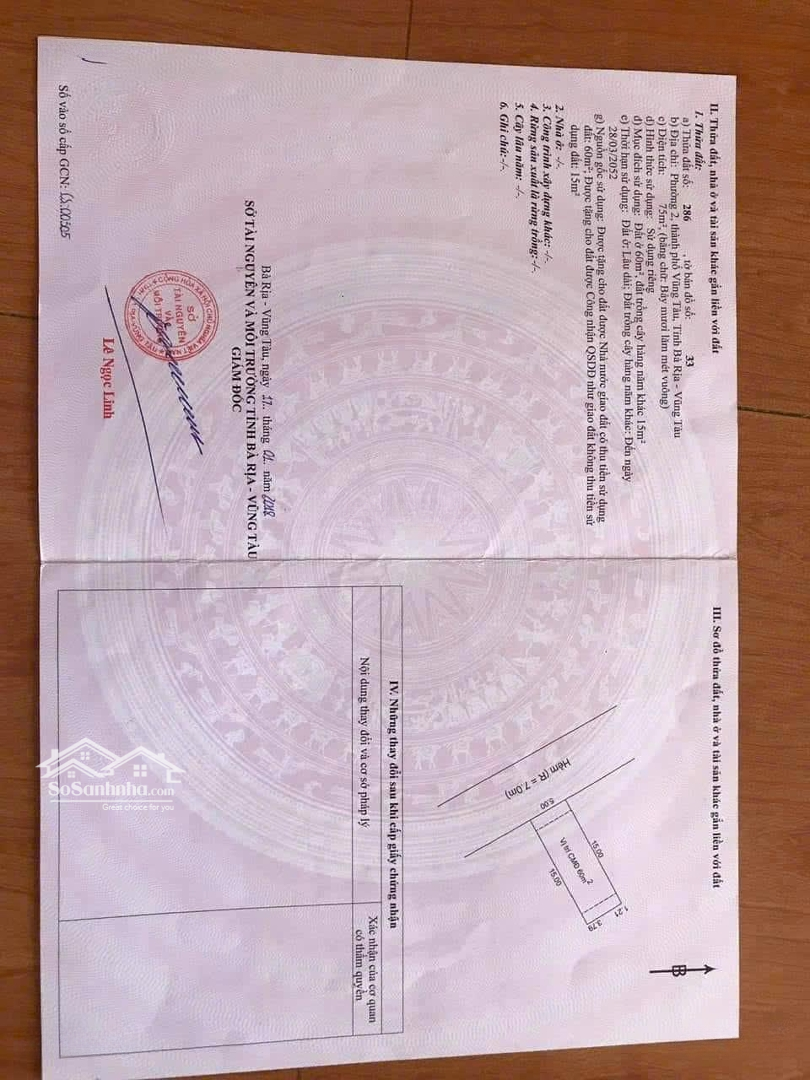 II. Thửa đất, nhà ở và tài sản khác gắn liền với đất
1. Thửa đất:
a) Thửa đất số: 286 , tờ bản đồ số: 33
b) Địa chỉ: Phường 2, thành phố Vũng Tàu, Tỉnh Bà Rịa - Vũng Tàu
c) Diện tích: 75m², (bằng chữ: Bảy mươi lăm mét vuông)
d) Hình thức sử dụng: Sử dụng riêng
đ) Mục đích sử dụng: Đất ở 60m², đất trồng cây hàng năm khác 15m²
e) Thời hạn sử dụng: Đất ở: Lâu dài; Đất trồng cây hàng năm khác: Đến ngày
28/03/2052
g) Nguồn gốc sử dụng: Được tặng cho đất được Nhà nước giao đất có thu tiền sử dụng
đất: 60m²; Được tặng cho đất được Công nhận QSDĐ như giao đất không thu tiền sử
dụng đất: 15m²
2. Nhà ở: -/-.
3. Công trình xây dựng khác: -/-.
4. Rừng sản xuất là rừng trồng: -/-.
5. Cây lâu năm: -/-.
6. Ghi chú: -/-.
Bà Rịa - Vũng Tàu, ngày 17 tháng 01 năm 2018
SỞ TÀI NGUYÊN VÀ MÔI TRƯỜNG TỈNH BÀ RỊA - VŨNG TÀU
GIÁM ĐỐC
SỞ
TÀI NGUYÊN
VÀ
Lê Ngọc Linh
Số vào sổ cấp GCN:
III. Sơ đồ thửa đất, nhà ở và tài sản khác gắn liền với đất
B
Hẻm (R = 7.0m)
5.00
15.00
Vị trí CMĐ 60m²
15.00
1.21
3.79
IV. Những thay đổi sau khi cấp giấy chứng nhận
Nội dung thay đổi và cơ sở pháp lý
Xác nhận của cơ quan
có thẩm quyền
SoSanhnha.com
Great choice for you